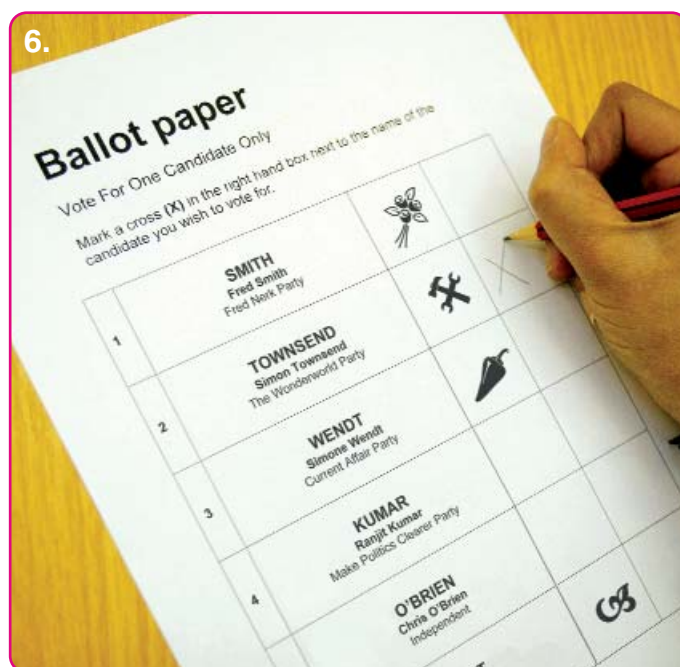 6.
Ballot paper
Vote For One Candidate Only
Mark a cross (X) in the right hand box next to the name of the
candidate you wish to vote for.
1
SMITH
Fred Smith
Fred Nerk Party
2
TOWNSEND
Simon Townsend
The Wonderworld Party
X
3
WENDT
Simone Wendt
Current Affair Party
4
KUMAR
Ranjit Kumar
Make Politics Clearer Party
O'BRIEN
Chris O'Brien
Independent